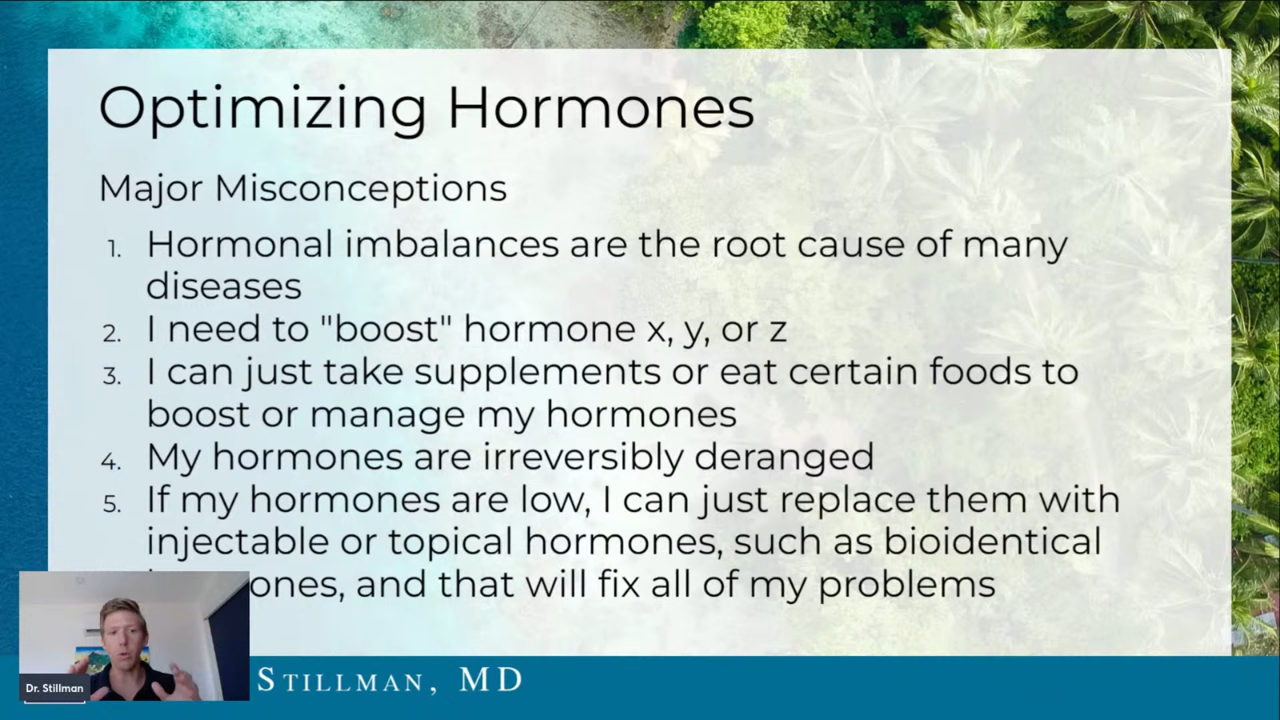 Optimizing Hormones
Major Misconceptions
1. Hormonal imbalances are the root cause of many
diseases
2. I need to "boost" hormone x, y, or z
3. I can just take supplements or eat certain foods to
boost or manage my hormones
4. My hormones are irreversibly deranged
5. If my hormones are low, I can just replace them with
injectable or topical hormones, such as bioidentical
ones, and that will fix all of my problems
Dr. Stillman
STILLMAN, MD